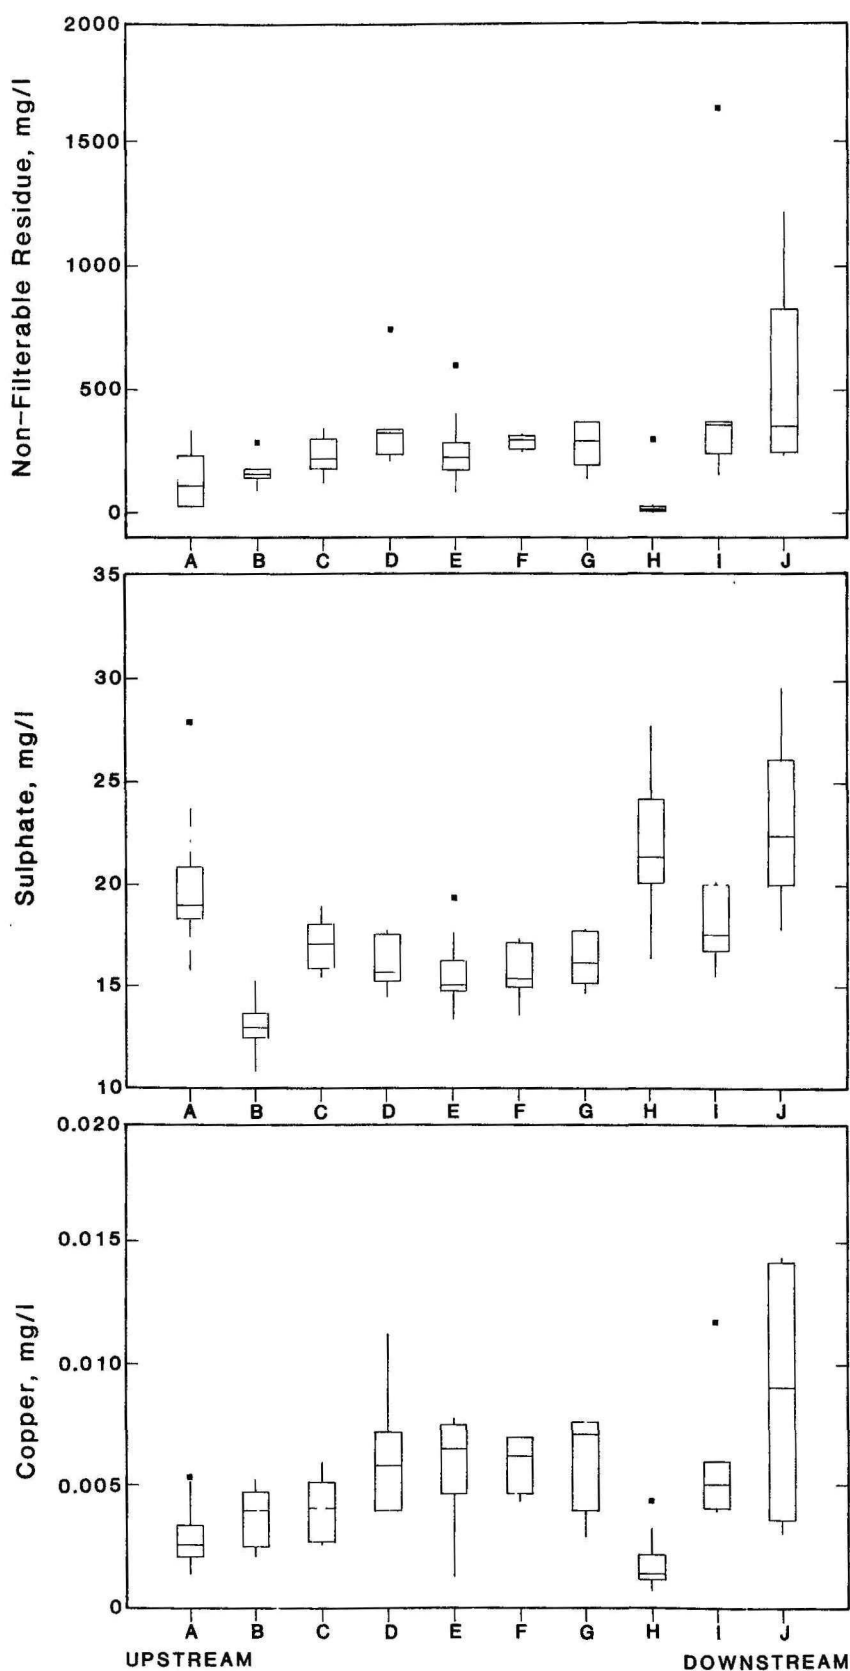 Non-Filterable Residue, mg/l
2000
1500
1000
500
0
A B C D E F G H I J
Sulphate, mg/l
35
30
25
20
15
10
A B C D E F G H I J
Copper, mg/l
0.020
0.015
0.010
0.005
0
A B C D E F G H I J
UPSTREAM DOWNSTREAM